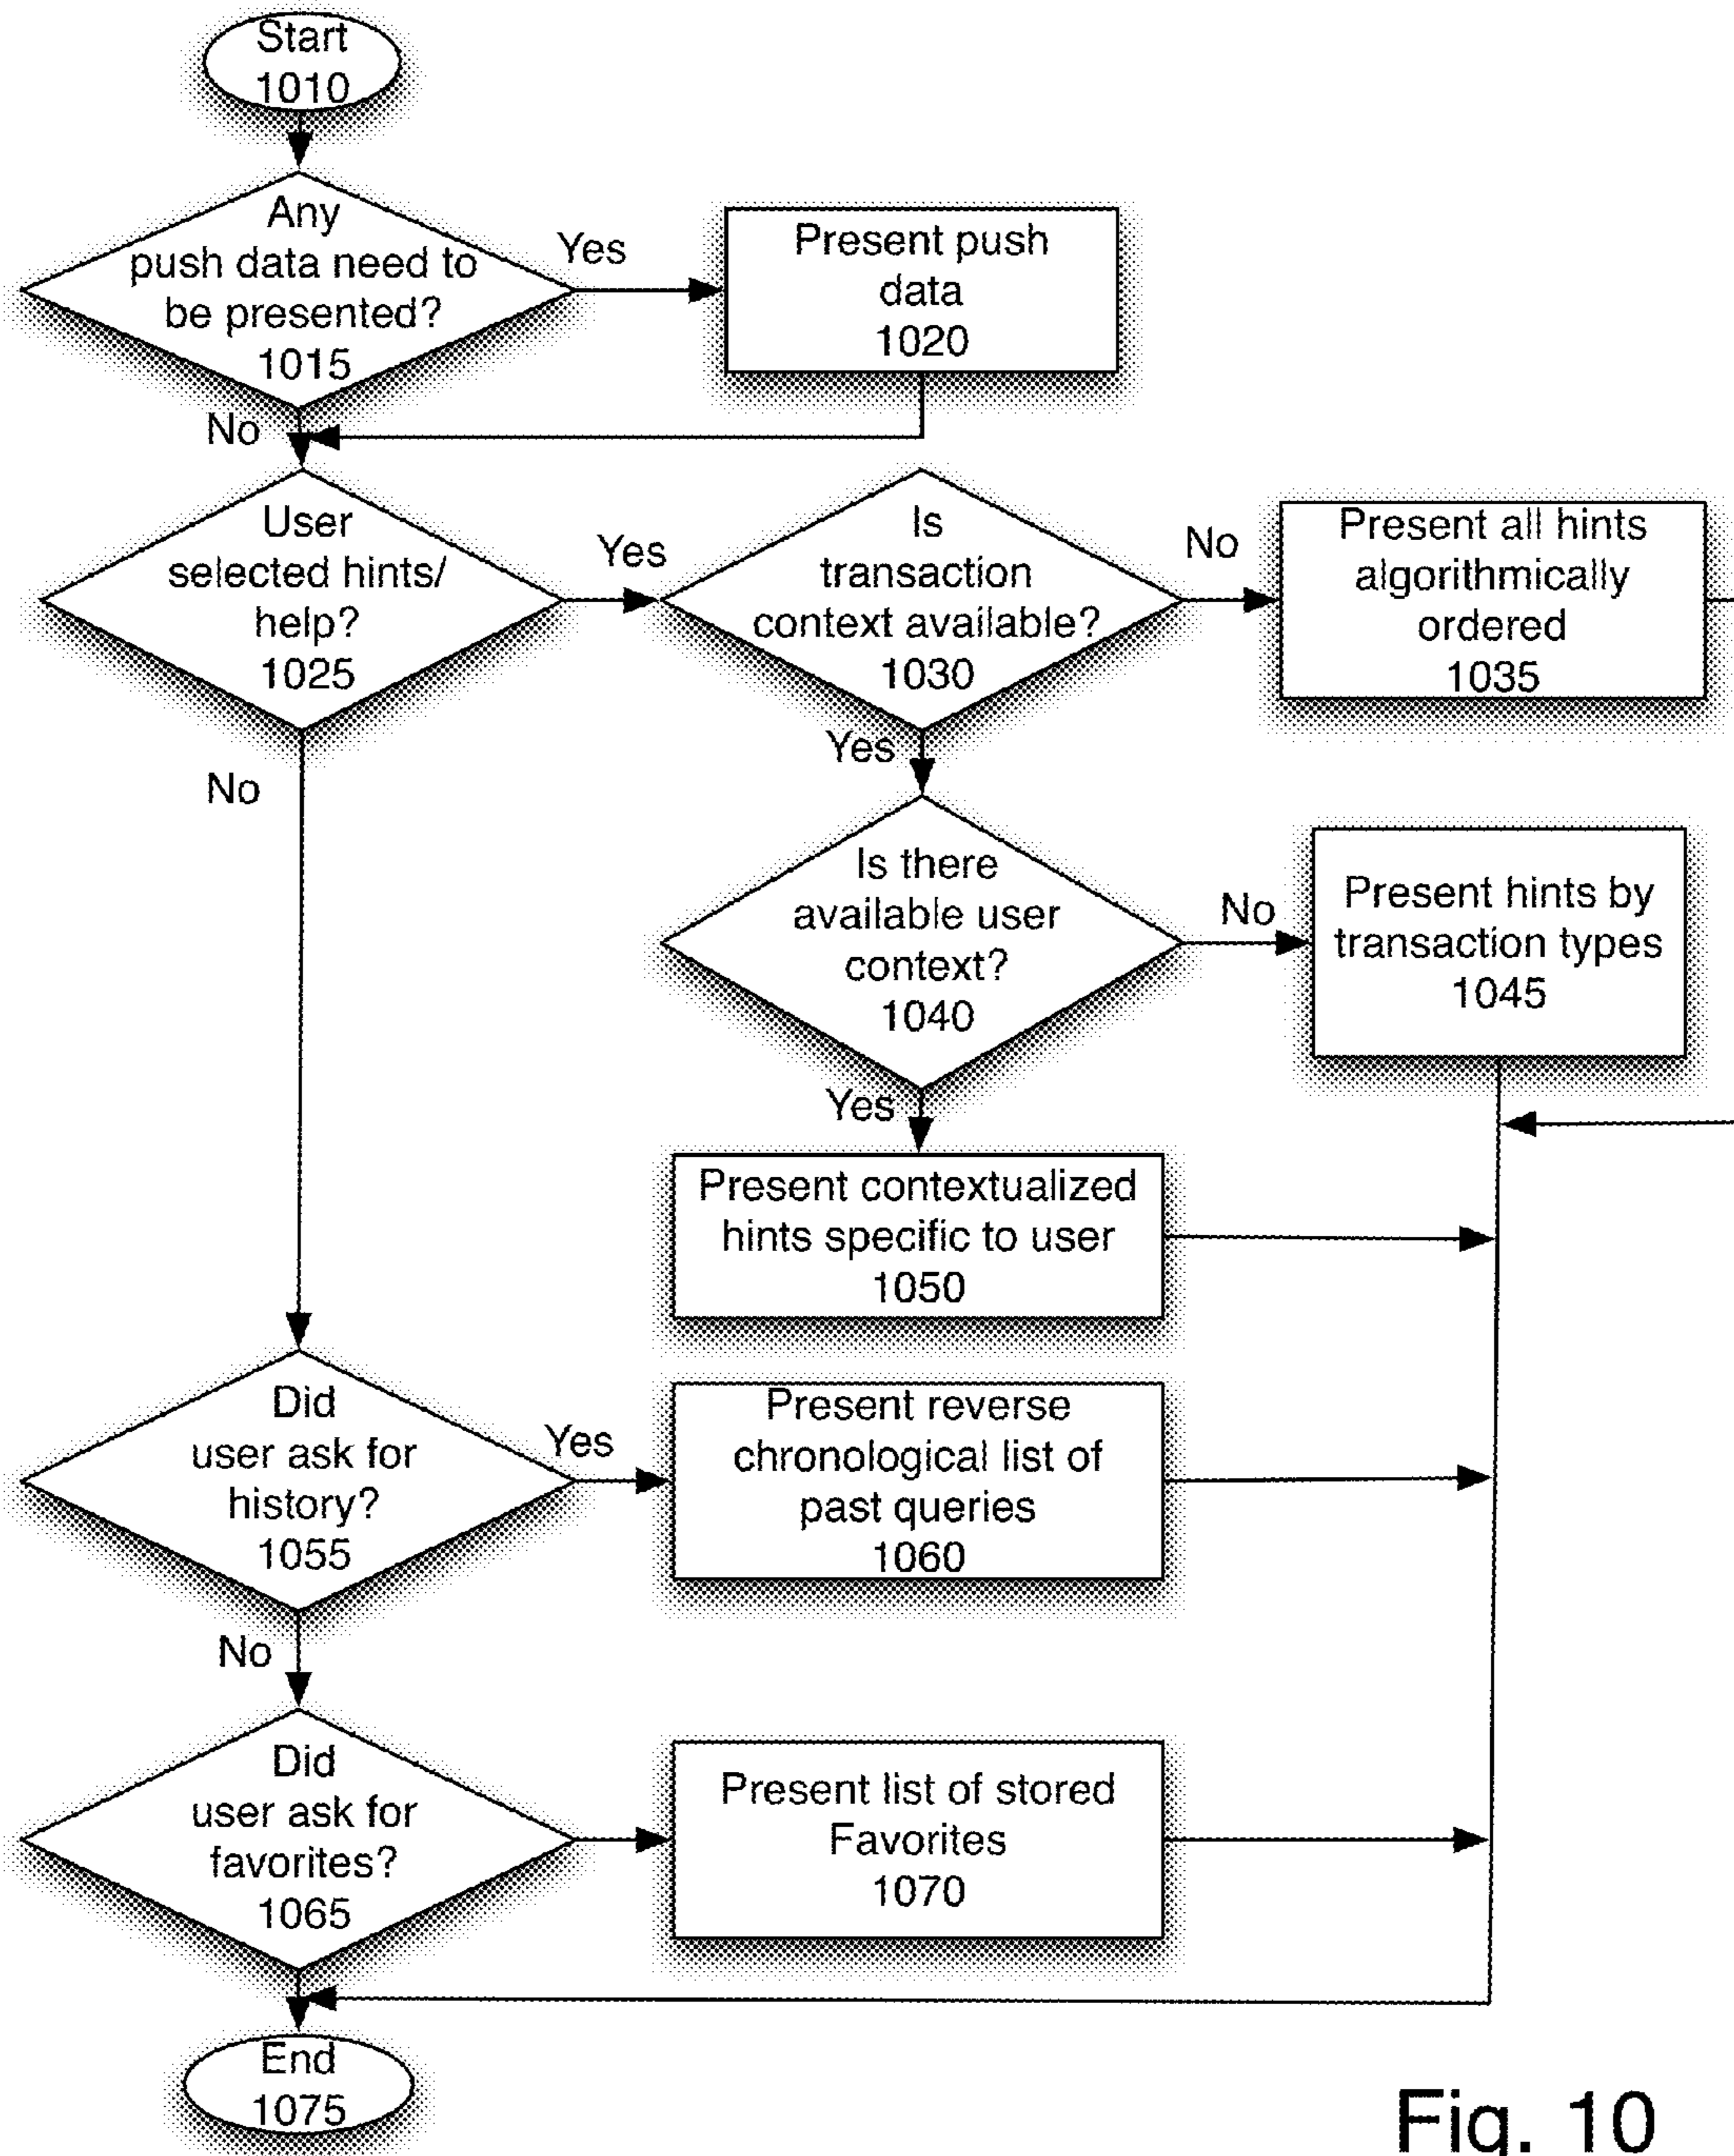 Start
1010
Any
push data need to
be presented?
1015
Yes
Present push
data
1020
No
User
selected hints/
help?
1025
Yes
Is
transaction
context available?
1030
No
Present all hints
algorithmically
ordered
1035
No
Yes
Is there
available user
context?
1040
No
Present hints by
transaction types
1045
Yes
Present contextualized
hints specific to user
1050
Did
user ask for
history?
1055
Yes
Present reverse
chronological list of
past queries
1060
No
Did
user ask for
favorites?
1065
Present list of stored
Favorites
1070
End
1075
Fig. 10